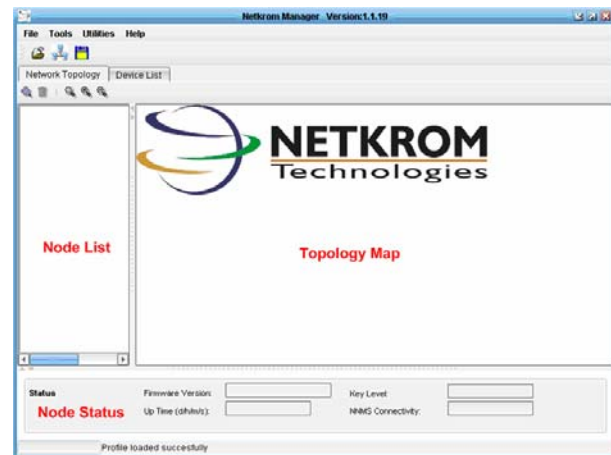 Netkrom Manager Version:1.1.19
File Tools Utilities Help
Network Topology Device List
NETKROM
Technologies
Node List
Topology Map
Status
Firmware Version:
Key Level:
Node Status
Up Time (d/h/m/s):
NNMS Connectivity:
Profile loaded succesfully